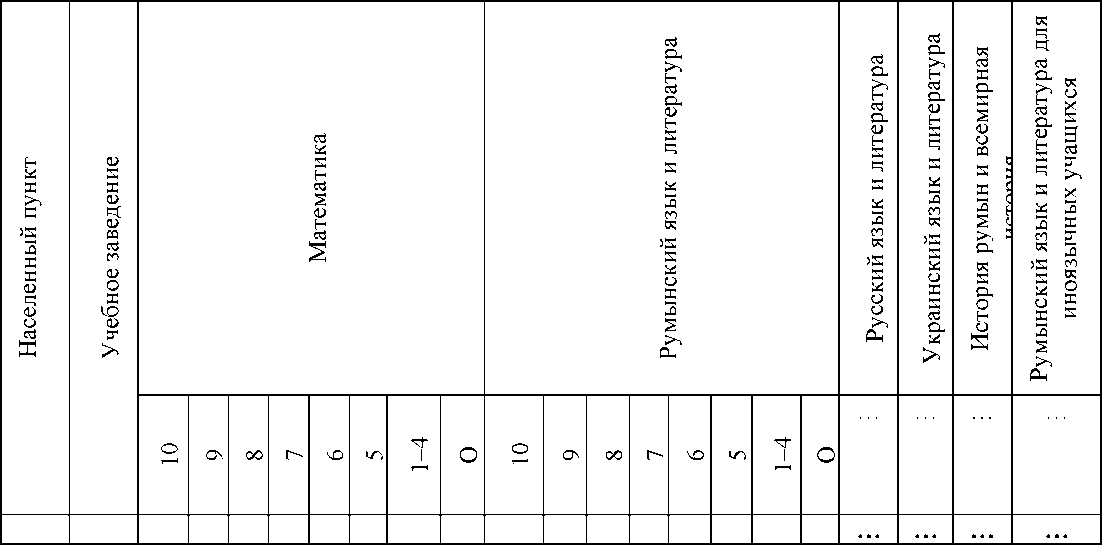 Населенный пункт
Учебное заведение
Математика
Румынский язык и литература
Русский язык и литература
Украинский язык и литература
История румын и всемирная
история
Румынский язык и литература для
иноязычных учащихся
10
9
8
7
6
5
1–4
О
10
9
8
7
6
5
1–4
О
...
...
...
...
...
...
...
...